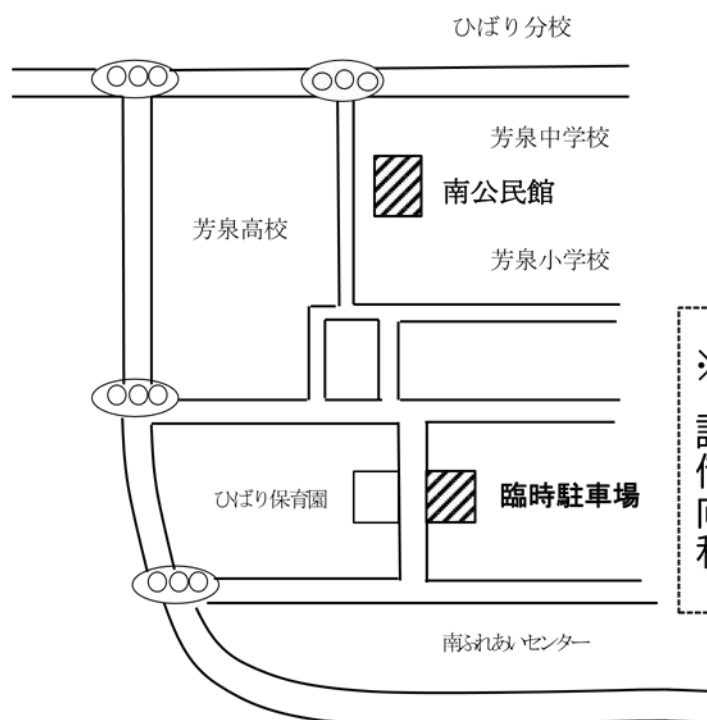 ひばり分校
芳泉中学校
南公民館
芳泉高校
芳泉小学校
ひばり保育園
臨時駐車場
南ふれあいセンター
※